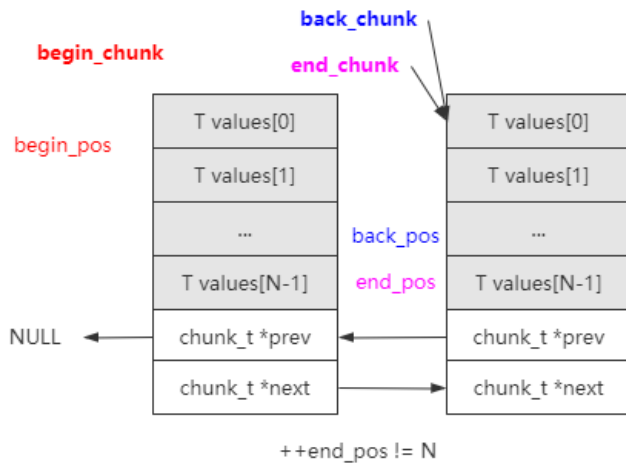 back_chunk
begin_chunk
end_chunk
T values[0]
T values[0]
begin_pos
T values[1]
T values[1]
...
back_pos
...
T values[N-1]
end_pos
T values[N-1]
NULL
chunk_t *prev
chunk_t *prev
chunk_t *next
chunk_t *next
++end_pos != N